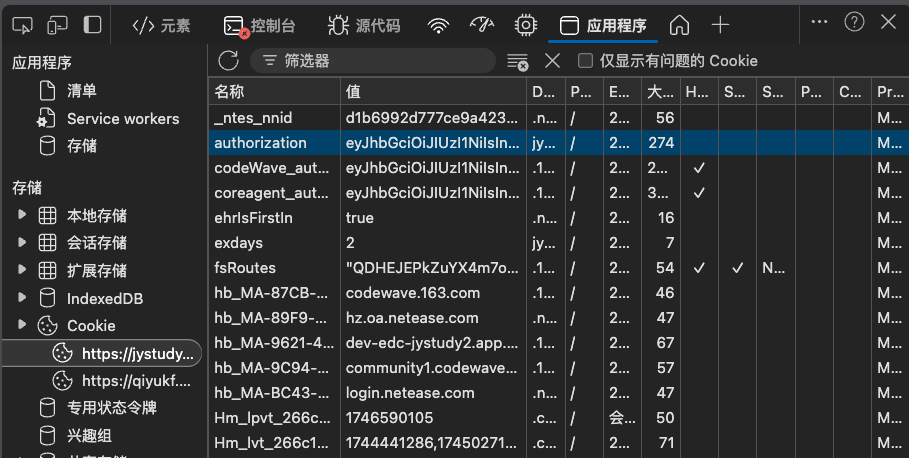 元素 控制台 源代码 应用程序
应用程序
清单
Service workers
存储
存储
本地存储
会话存储
扩展存储
IndexedDB
Cookie
https://jystudy...
https://qiyukf....
专用状态令牌
兴趣组
筛选器 仅显示有问题的 Cookie
名称 值 D... P... E... 大... H... S... S... P... C... Pr...
_ntes_nnid d1b6992d777ce9a423... .n... / 2... 56 M...
authorization eyJhbGciOiJIUzI1NiIsIn... jy... / 2... 274 M...
codeWave_aut... eyJhbGciOiJIUzI1NiIsIn... .1... / 2... 2... ✓ M...
coreagent_aut... eyJhbGciOiJIUzI1NiIsIn... .1... / 2... 3... ✓ M...
ehrIsFirstIn true .n... / 2... 16 M...
exdays 2 jy... / 2... 7 M...
fsRoutes "QDHEJEPkZuYX4m7o... .1... / 2... 54 ✓ ✓ N... M...
hb_MA-87CB-... codewave.163.com .1... / 2... 46 M...
hb_MA-89F9-... hz.oa.netease.com .n... / 2... 47 M...
hb_MA-9621-4... dev-edc-jystudy2.app.... .1... / 2... 67 M...
hb_MA-9C94-... community1.codewave... .1... / 2... 57 M...
hb_MA-BC43-... login.netease.com .n... / 2... 47 M...
Hm_lpvt_266c... 1746590105 .c... / 会... 50 M...
Hm_lvt_266c1... 1744441286,17450271... .c... / 2... 71 M...